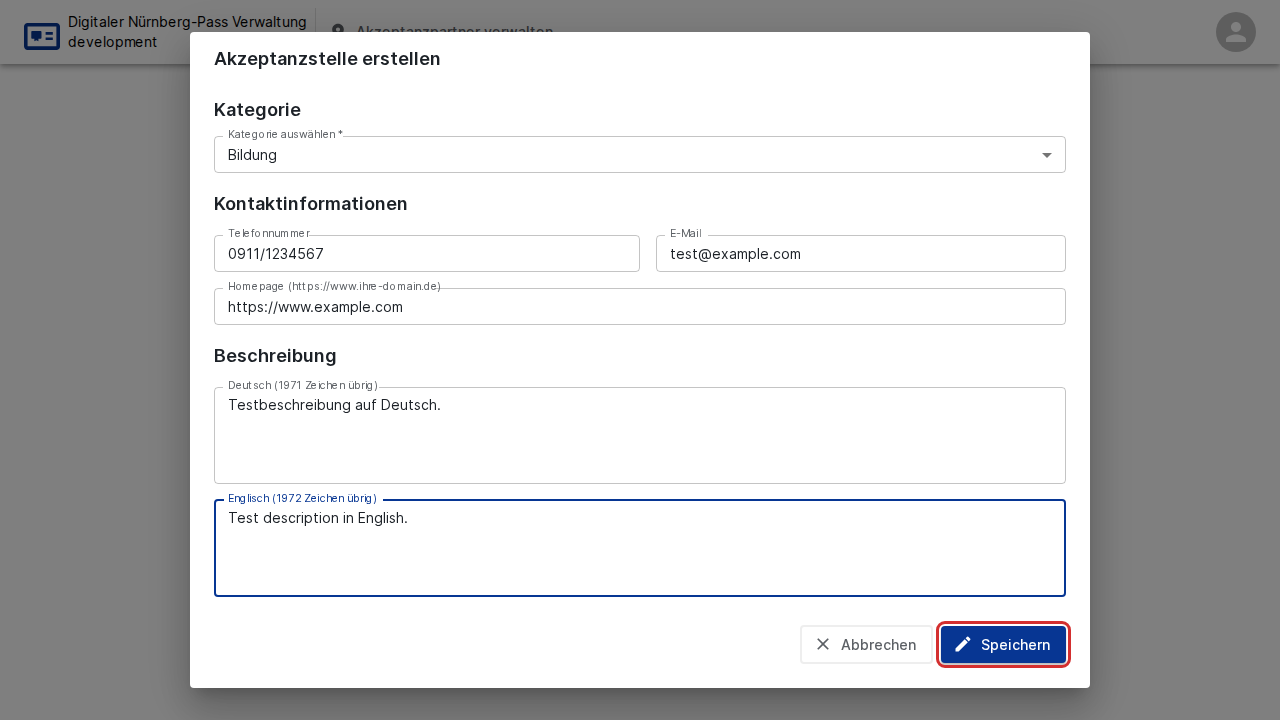 Digitaler Nürnberg-Pass Verwaltung
development
Akzeptanzpartner verwalten
Akzeptanzstelle erstellen
Kategorie
Kategorie auswählen *
Bildung
Kontaktinformationen
Telefonnummer
0911/1234567
E-Mail
test@example.com
Homepage (https://www.ihre-domain.de)
https://www.example.com
Beschreibung
Deutsch (1971 Zeichen übrig)
Testbeschreibung auf Deutsch.
Englisch (1972 Zeichen übrig)
Test description in English.
Abbrechen
Speichern